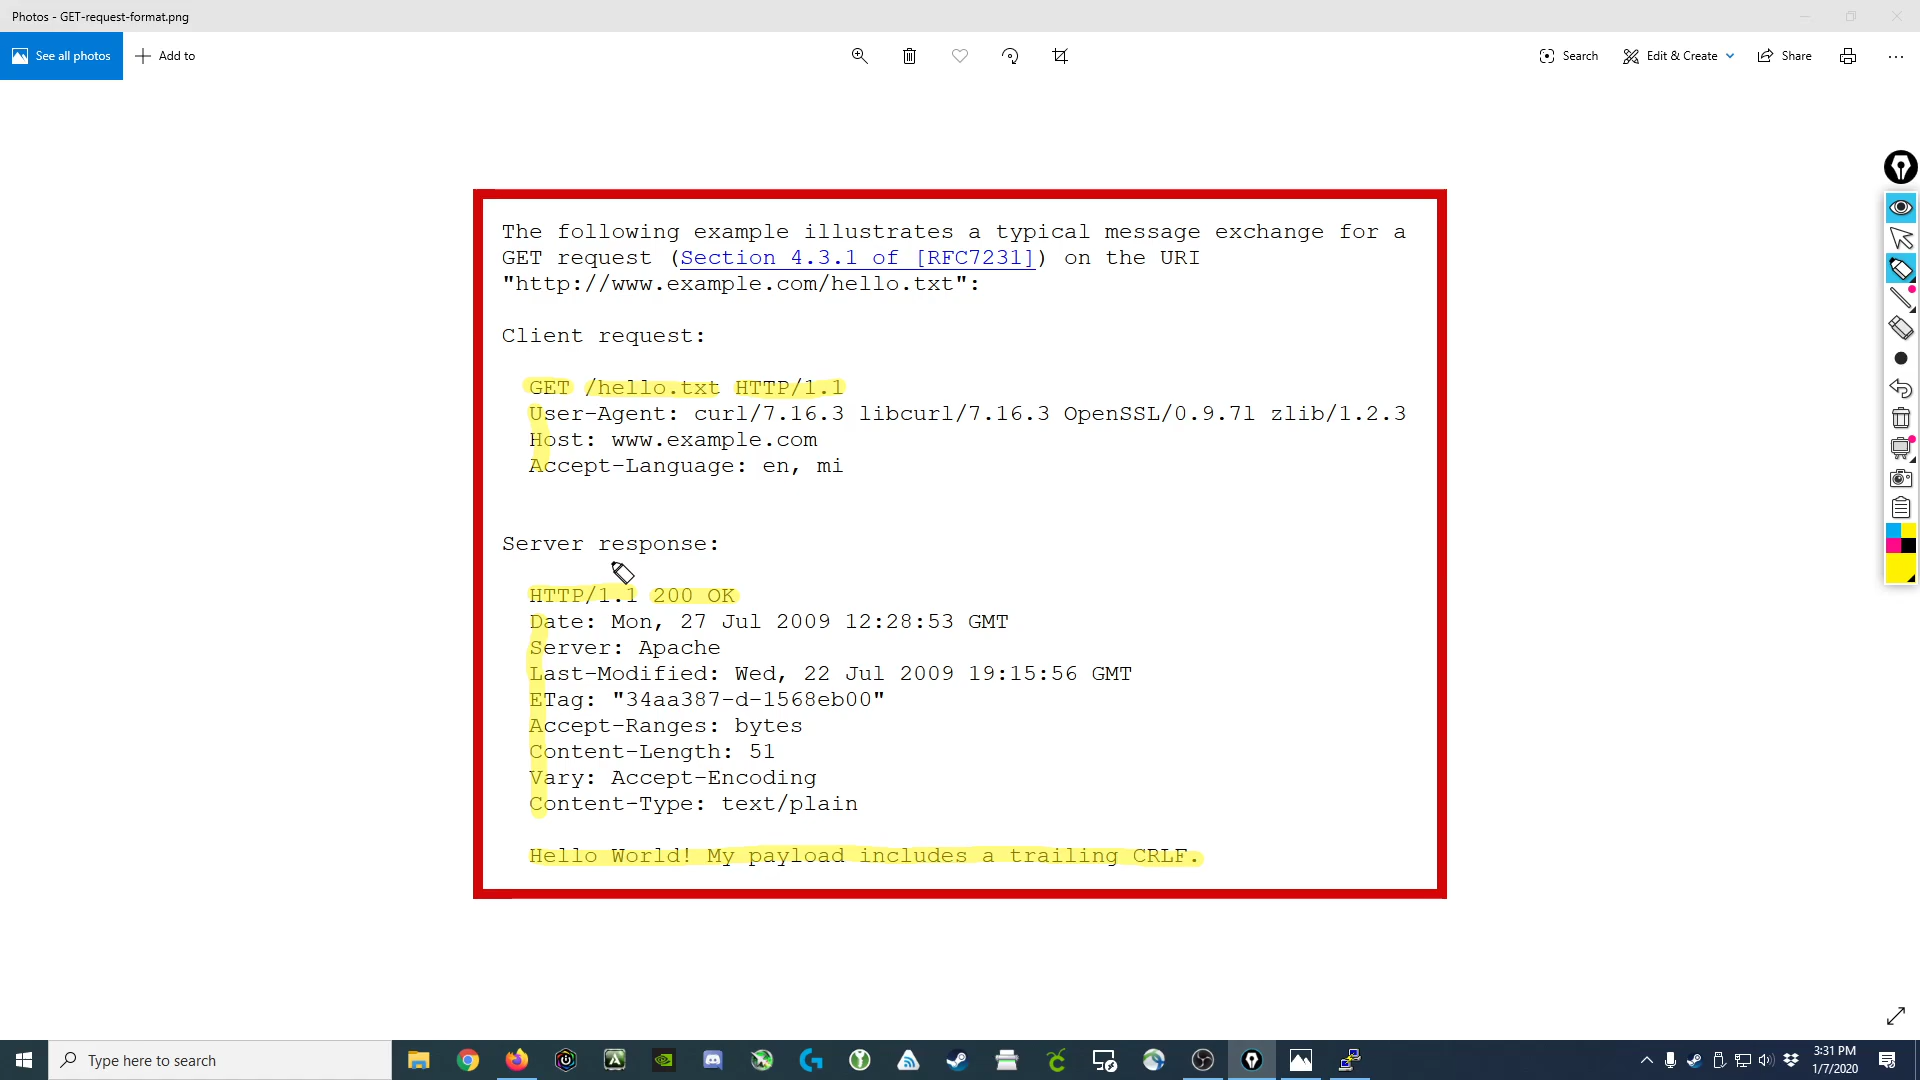 Photos - GET-request-format.png
See all photos
Add to
Search
Edit & Create
Share
The following example illustrates a typical message exchange for a
GET request (Section 4.3.1 of [RFC7231]) on the URI
"http://www.example.com/hello.txt":
Client request:
GET /hello.txt HTTP/1.1
User-Agent: curl/7.16.3 libcurl/7.16.3 OpenSSL/0.9.7l zlib/1.2.3
Host: www.example.com
Accept-Language: en, mi
Server response:
HTTP/1.1 200 OK
Date: Mon, 27 Jul 2009 12:28:53 GMT
Server: Apache
Last-Modified: Wed, 22 Jul 2009 19:15:56 GMT
ETag: "34aa387-d-1568eb00"
Accept-Ranges: bytes
Content-Length: 51
Vary: Accept-Encoding
Content-Type: text/plain
Hello World! My payload includes a trailing CRLF.
Type here to search
3:31 PM
1/7/2020